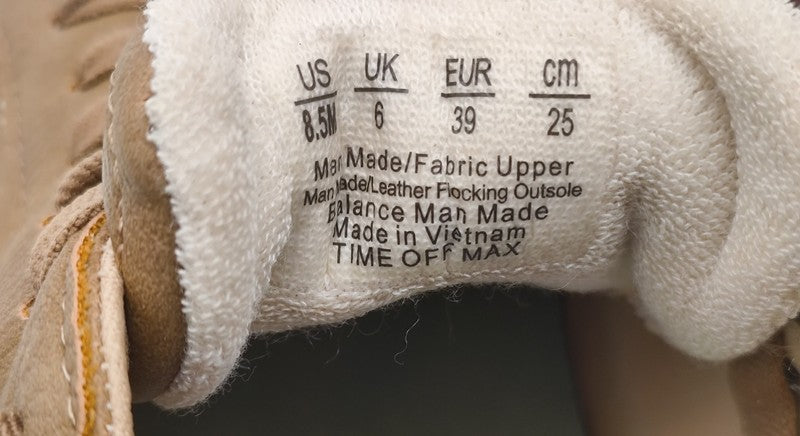 US UK EUR cm
8.5M 6 39 25
Man Made/Fabric Upper
Man Made/Leather Flocking Outsole
Balance Man Made
Made in Vietnam
TIME OFF MAX